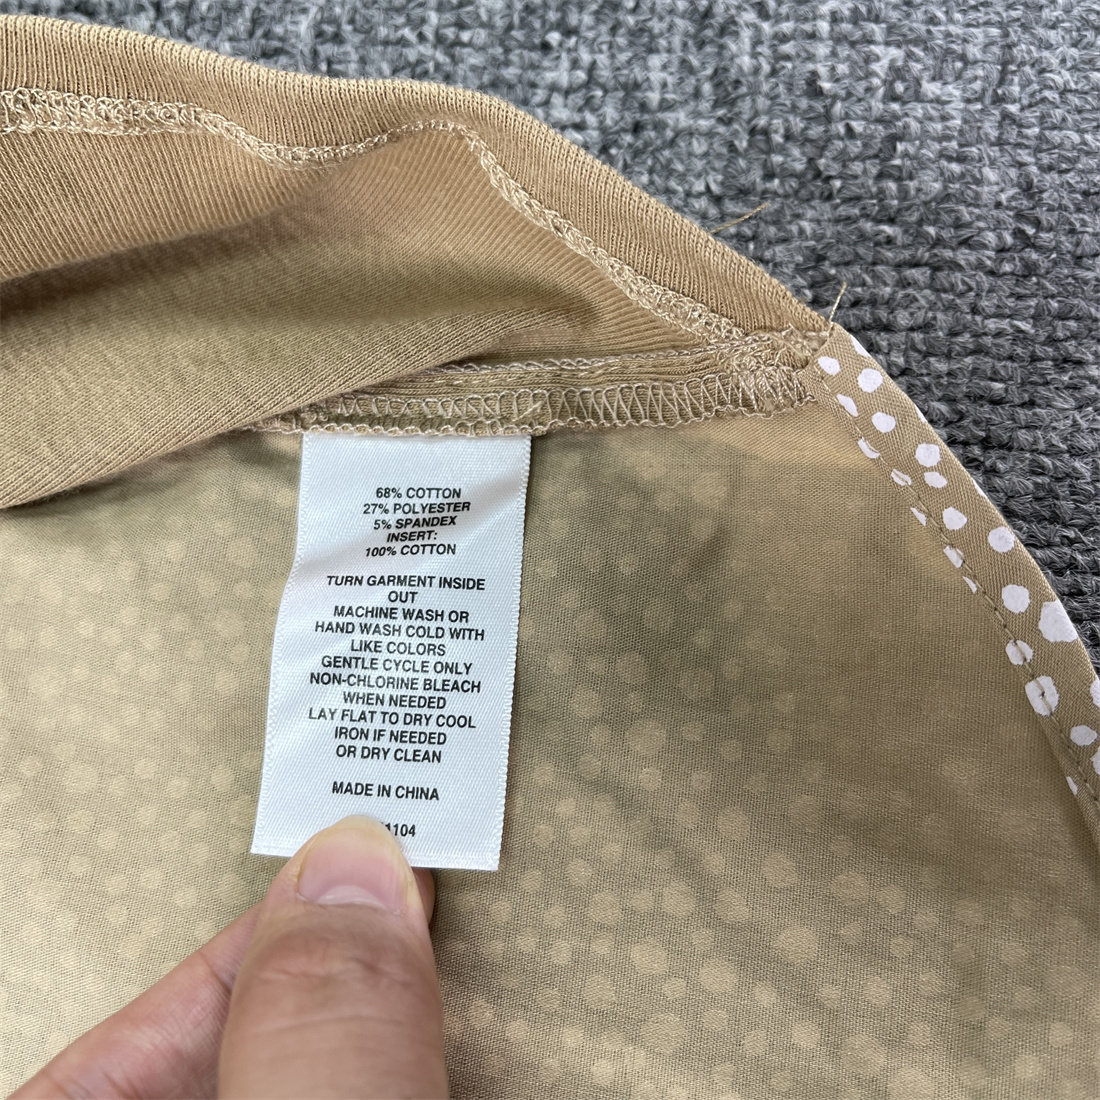 68% COTTON
27% POLYESTER
5% SPANDEX
INSERT:
100% COTTON
TURN GARMENT INSIDE
OUT
MACHINE WASH OR
HAND WASH COLD WITH
LIKE COLORS
GENTLE CYCLE ONLY
NON-CHLORINE BLEACH
WHEN NEEDED
LAY FLAT TO DRY COOL
IRON IF NEEDED
OR DRY CLEAN
MADE IN CHINA
1104